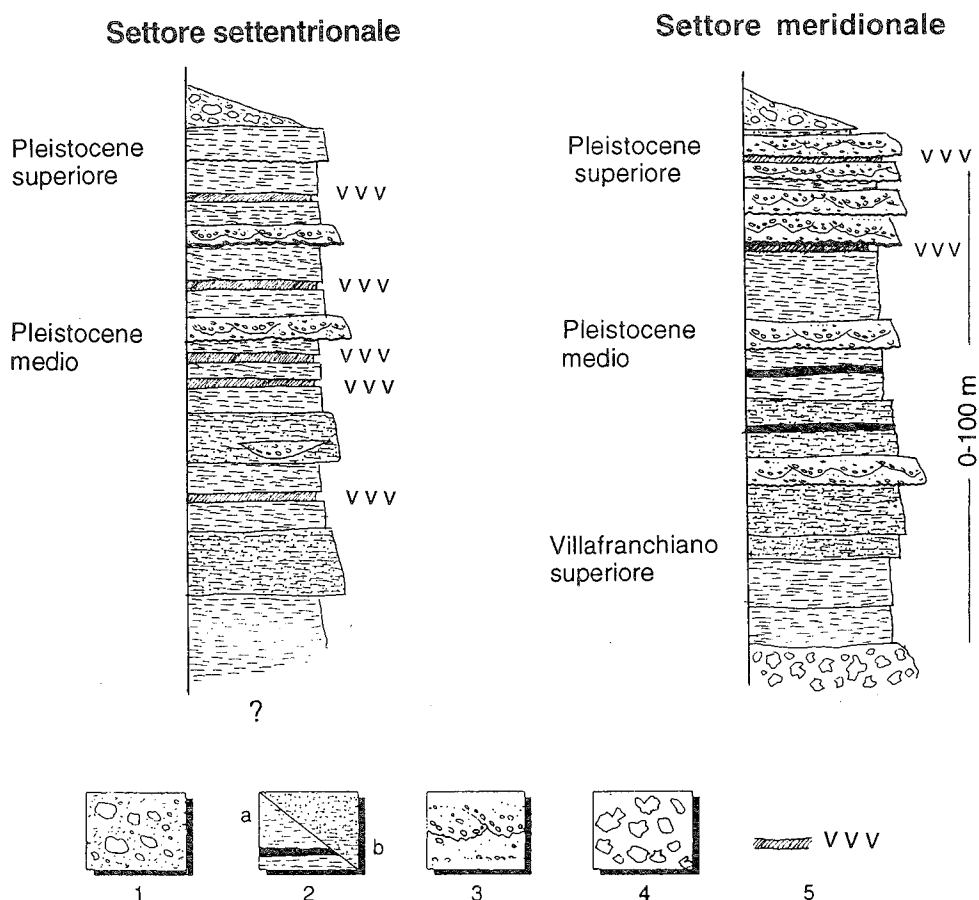 Settore settentrionale
Pleistocene
superiore
V V V
V V V
Pleistocene
medio
V V V
V V V
V V V
?
Settore meridionale
Pleistocene
superiore
V V V
V V V
Pleistocene
medio
0-100 m
Villafranchiano
superiore
a
b
V V V
1
2
3
4
5